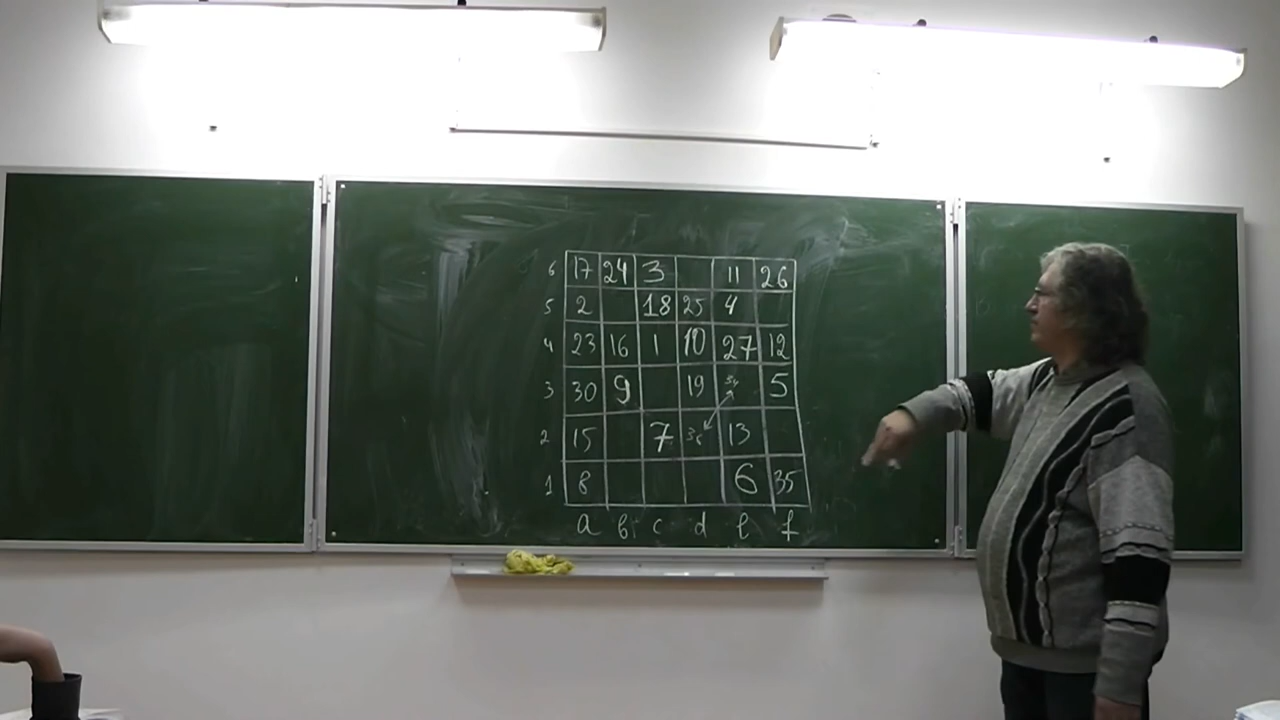 6 17 24 3 11 26
5 2 18 25 4
4 23 16 1 10 27 12
3 30 9 19 34 5
2 15 7 36 13
1 8 6 35
a b c d e f